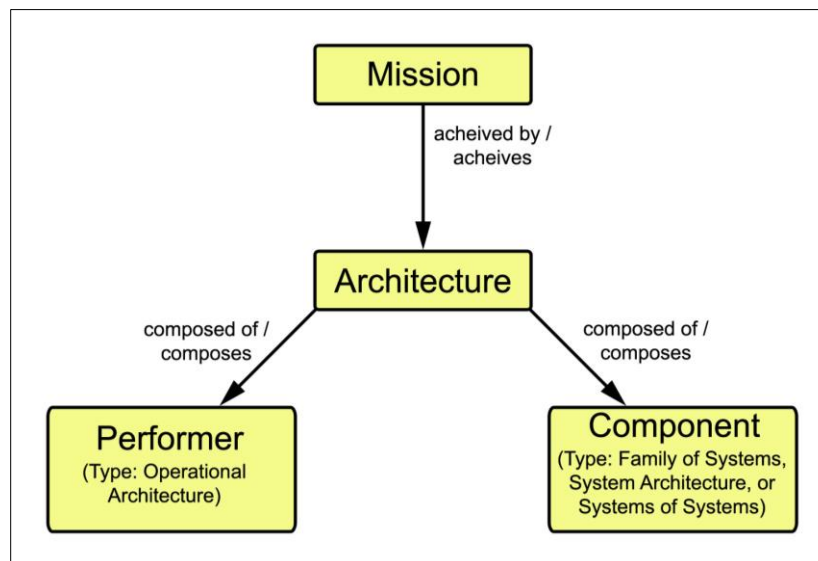 Mission
acheived by /
acheives
Architecture
composed of /
composes
composed of /
composes
Performer
(Type: Operational
Architecture)
Component
(Type: Family of Systems,
System Architecture, or
Systems of Systems)